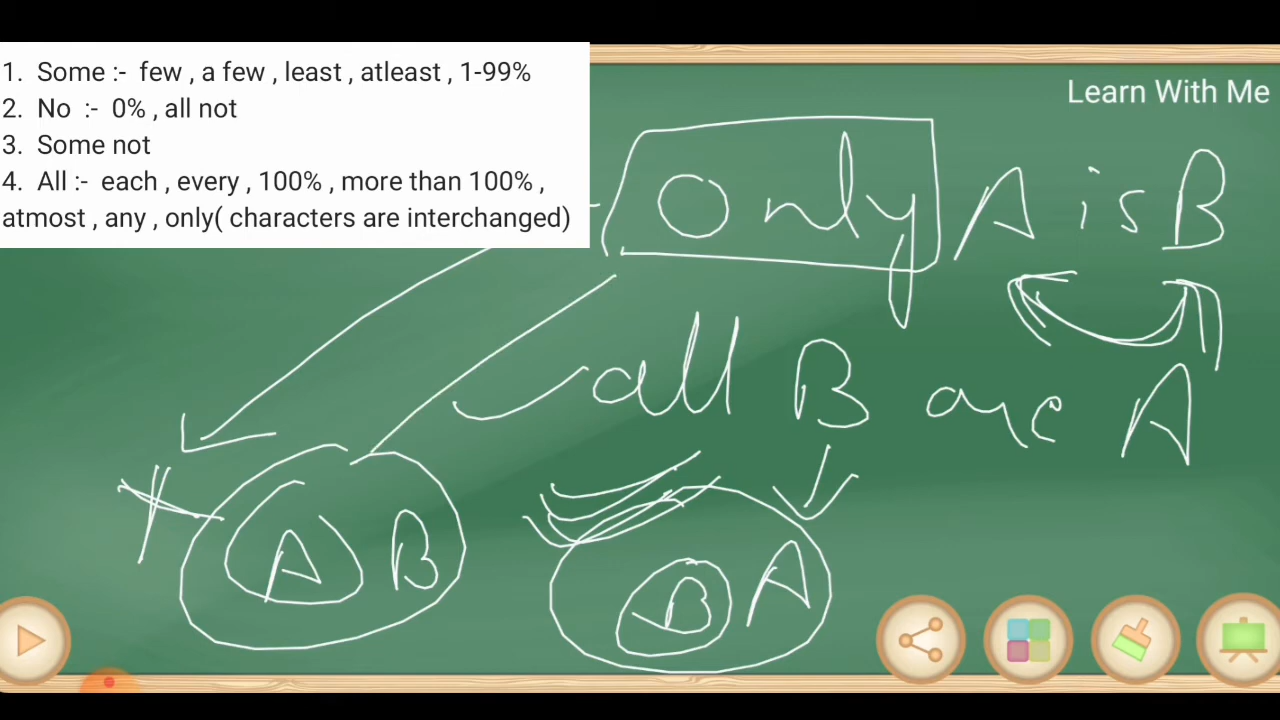 1. Some :- few , a few , least , atleast , 1-99%
2. No :- 0% , all not
3. Some not
4. All :- each , every , 100% , more than 100% ,
atmost , any , only( characters are interchanged)
Learn With Me
Only A is B
all B are A
A B
B A